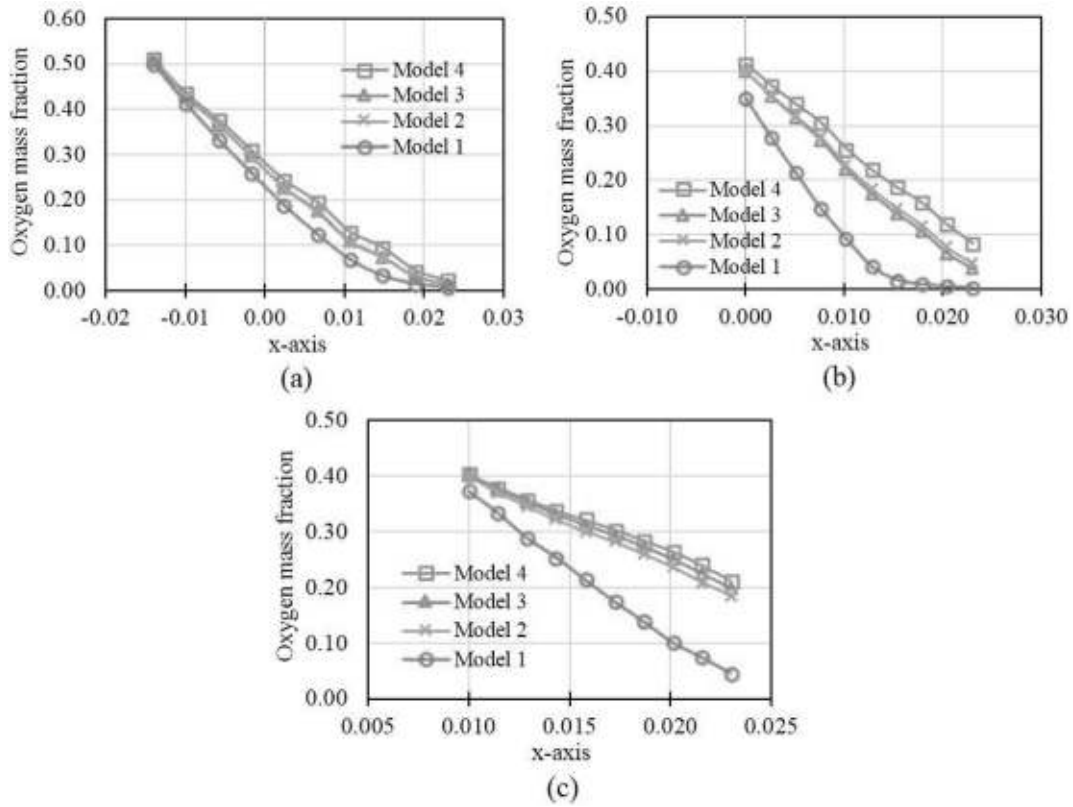 0.60
0.50
0.40
0.30
0.20
0.10
0.00
Oxygen mass fraction
-0.02 -0.01 0.00 0.01 0.02 0.03
x-axis
Model 4
Model 3
Model 2
Model 1
(a)
0.50
0.40
0.30
0.20
0.10
0.00
Oxygen mass fraction
-0.010 0.000 0.010 0.020 0.030
x-axis
Model 4
Model 3
Model 2
Model 1
(b)
0.50
0.40
0.30
0.20
0.10
0.00
Oxygen mass fraction
0.005 0.010 0.015 0.020 0.025
x-axis
Model 4
Model 3
Model 2
Model 1
(c)